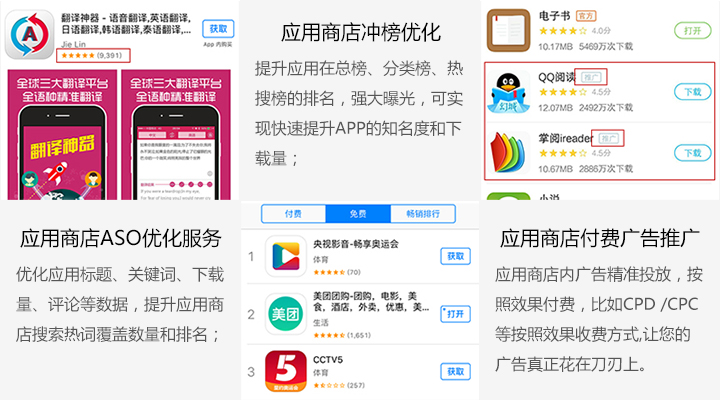 翻译神器 - 语音翻译,英语翻译,
日语翻译,韩语翻译,泰语翻译,...
Jie Lin
(9,391)
获取
App 内购买
全球三大翻译平台
全语种精准翻译
翻译神器
全球三大翻译平台
全语种精准翻译
应用商店冲榜优化
提升应用在总榜、分类榜、热
搜榜的排名，强大曝光，可实
现快速提升APP的知名度和下
载量；
电子书 官方
4.0分
10.17MB 5469万次下载
打开
QQ阅读 推广
4.5分
12.07MB 2492万次下载
下载
掌阅ireader 推广
4.5分
10.67MB 2886万次下载
下载
小说
应用商店ASO优化服务
优化应用标题、关键词、下载
量、评论等数据，提升应用商
店搜索热词覆盖数量和排名；
付费 免费 畅销排行
1
央视影音-畅享奥运会
体育
(70)
获取
2
美团
美团团购-团购，电影，美
食，酒店，外卖，优惠，美...
生活
(1,651)
打开
3
5
CCTV5
体育
(257)
获取
应用商店付费广告推广
应用商店内广告精准投放，按
照效果付费，比如CPD /CPC
等按照效果收费方式,让您的
广告真正花在刀刃上。